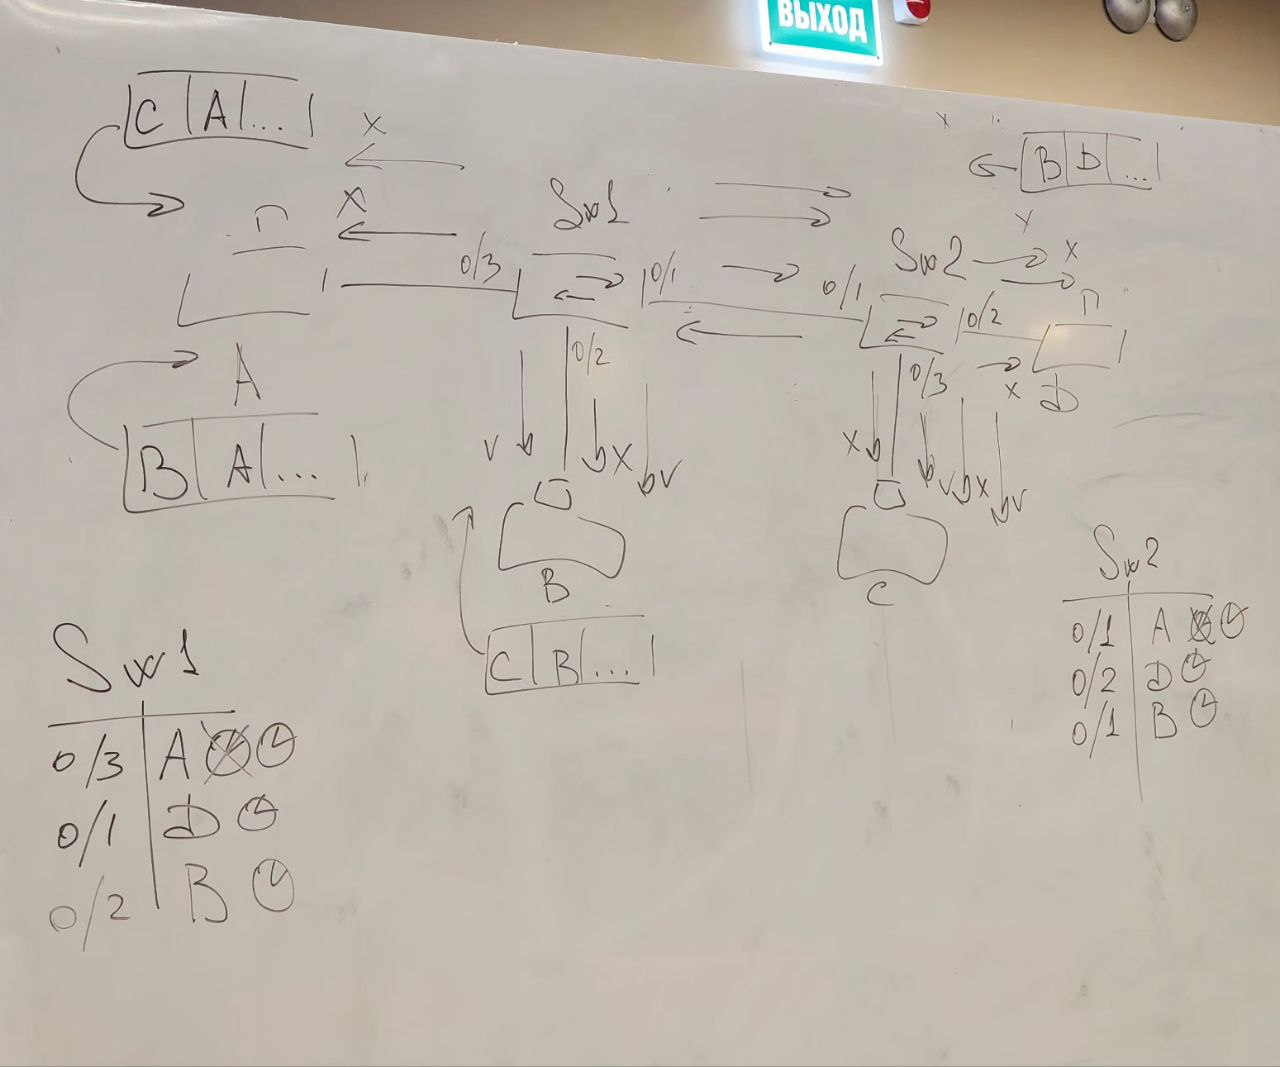 ВЫХОД
C A ...
X
B D ...
X
Sw1
Y
Sw2
X
П
0/3
0/1
0/1
0/2
П
A
0/2
0/3
X
D
B A ...
V
X
V
X
V
X
V
B
C
C B ...
Sw1
0/3 A
0/1 D
0/2 B
Sw2
0/1 A
0/2 D
0/1 B